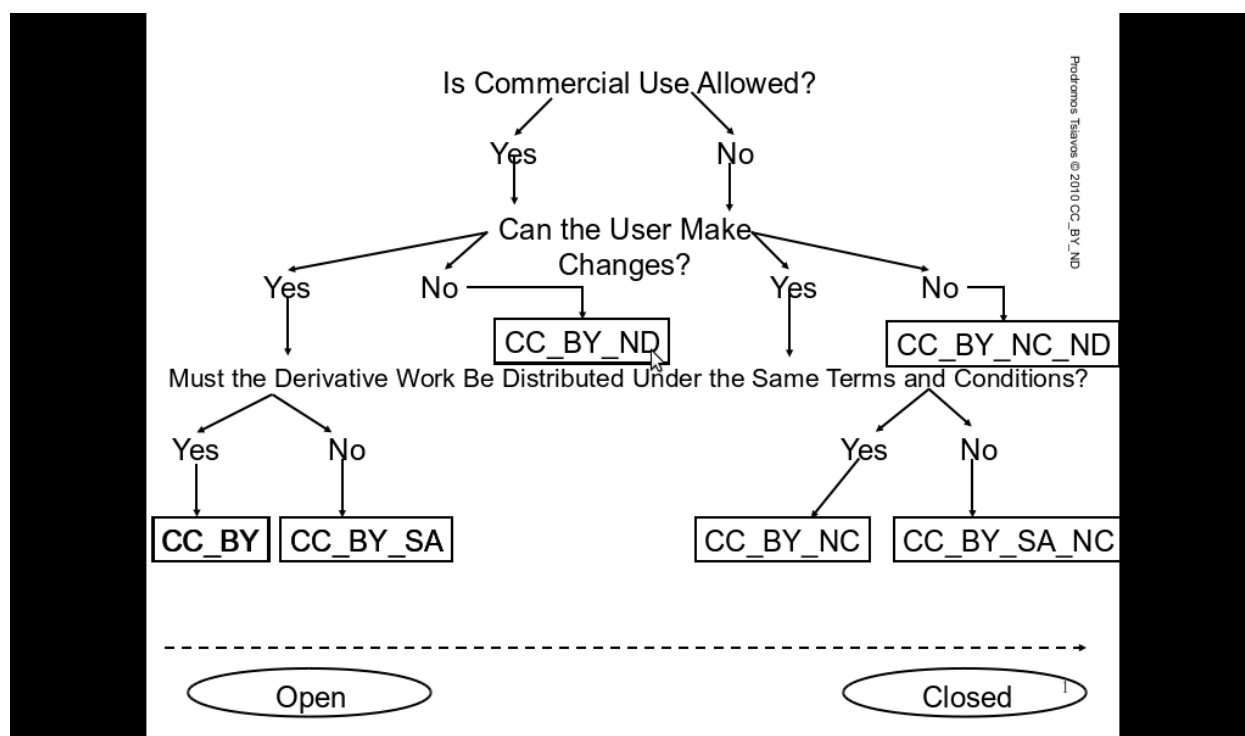 Is Commercial Use Allowed?
Prodromos Tsiavos © 2010 CC_BY_ND
Yes
No
Can the User Make
Changes?
Yes
No
Yes
No
CC_BY_ND
CC_BY_NC_ND
Must the Derivative Work Be Distributed Under the Same Terms and Conditions?
Yes
No
Yes
No
CC_BY
CC_BY_SA
CC_BY_NC
CC_BY_SA_NC
Open
Closed
1